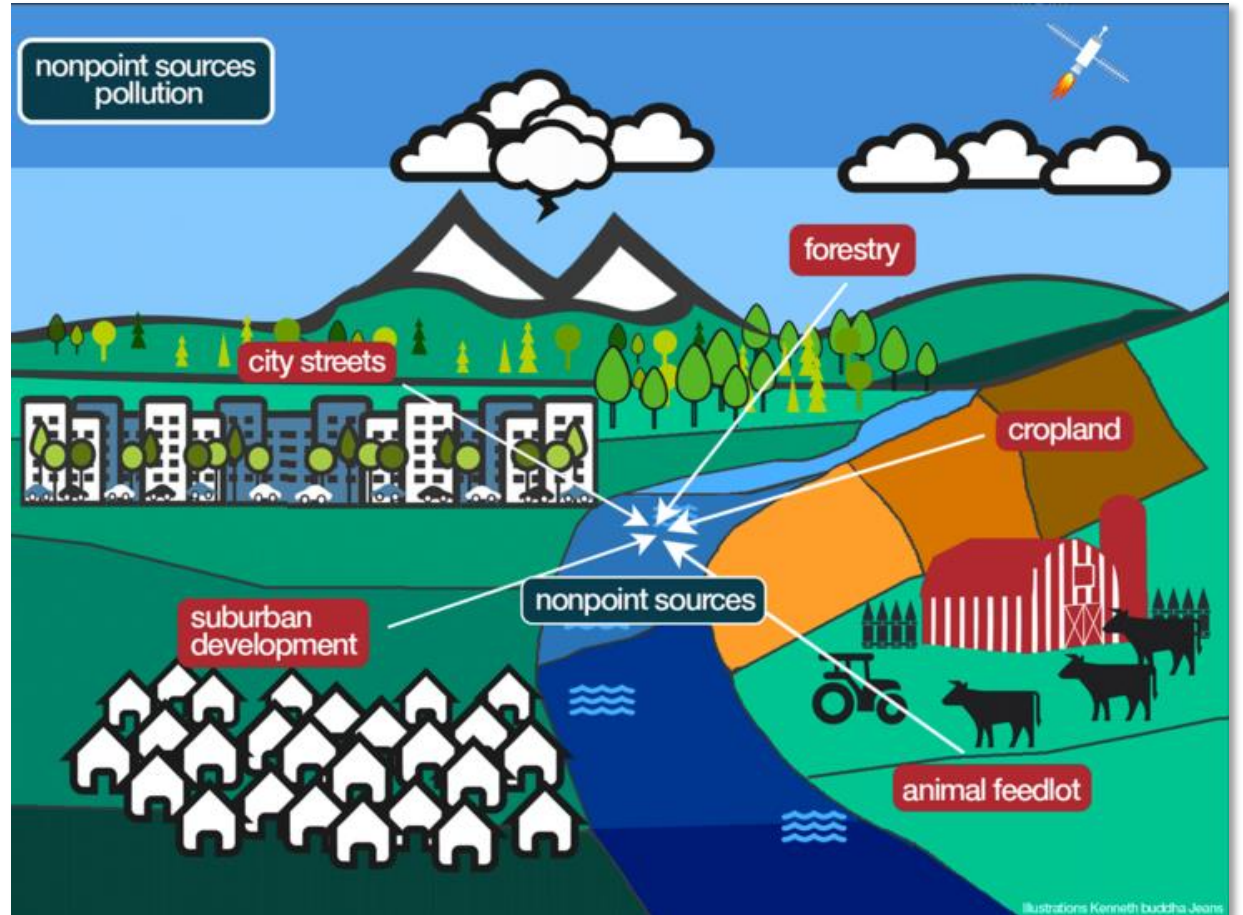 nonpoint sources
pollution
forestry
city streets
cropland
nonpoint sources
suburban
development
animal feedlot
Illustrations Kenneth buddha Jeans